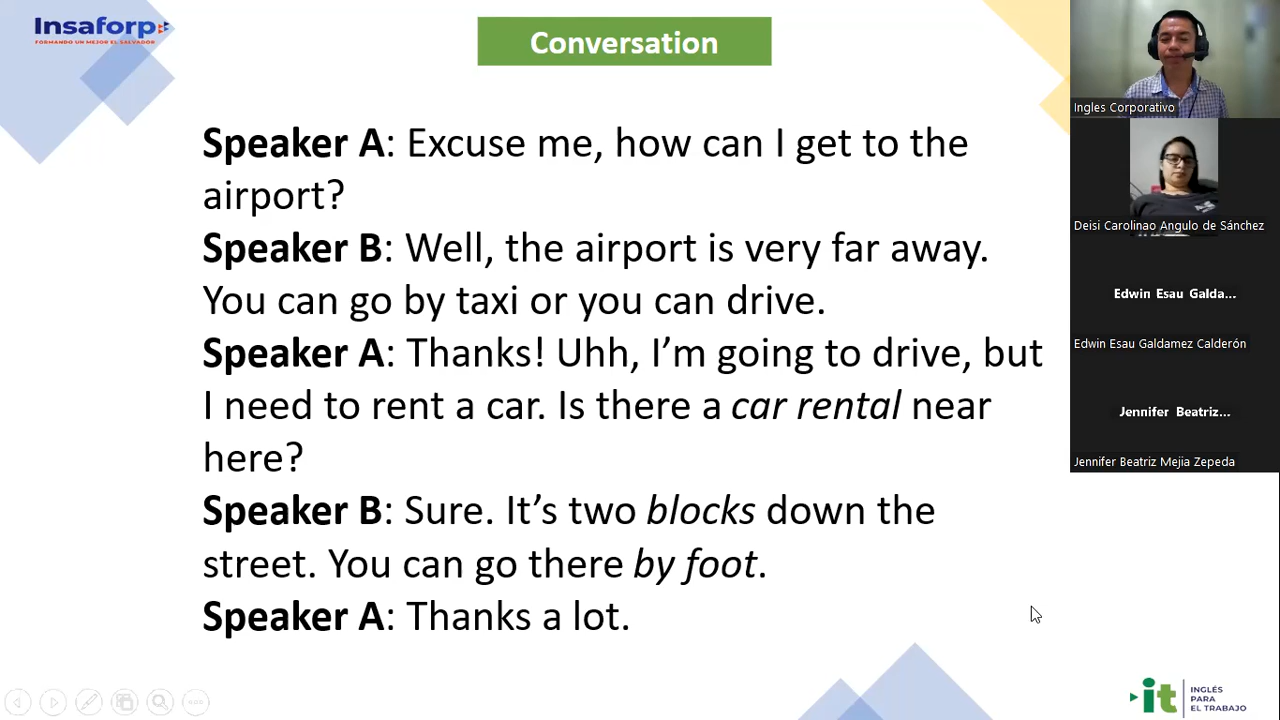 Insaforp
FORMANDO UN MEJOR EL SALVADOR
Conversation
Speaker A: Excuse me, how can I get to the
airport?
Speaker B: Well, the airport is very far away.
You can go by taxi or you can drive.
Speaker A: Thanks! Uhh, I’m going to drive, but
I need to rent a car. Is there a car rental near
here?
Speaker B: Sure. It’s two blocks down the
street. You can go there by foot.
Speaker A: Thanks a lot.
Ingles Corporativo
Deisi Carolinao Angulo de Sánchez
Edwin Esau Galda...
Edwin Esau Galdamez Calderón
Jennifer Beatriz...
Jennifer Beatriz Mejia Zepeda
it
INGLÉS
PARA
EL TRABAJO